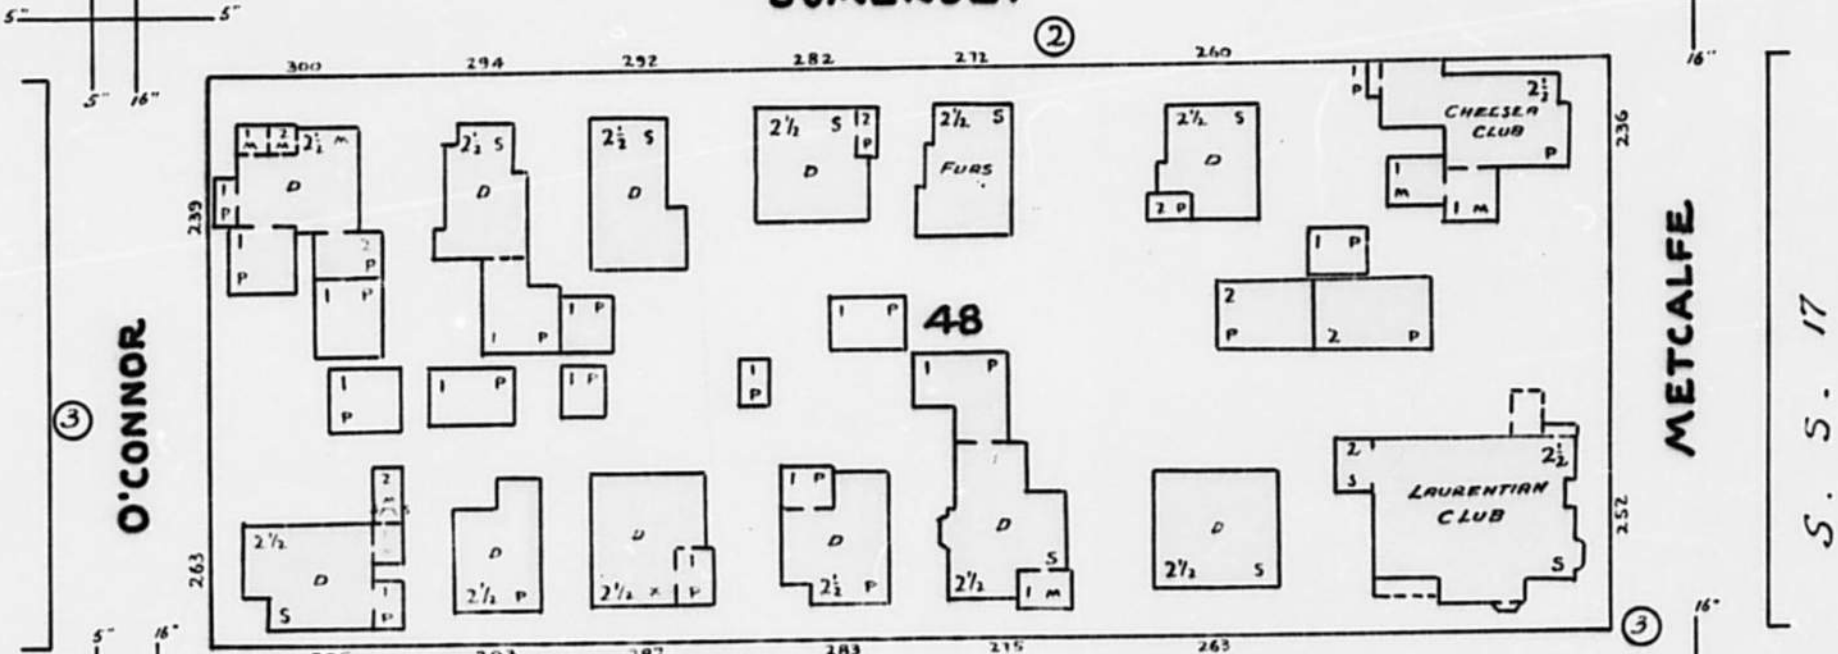 5" 5"
SOMERSET
2
5" 16"
16"
300 294 292 282 272 260
1 M 2 M 2½ M
D
1 P
1 P
2 P
1 P
2½ S
D
1 P
1 P
2½ S
D
2½ S 2 P
D
2½ S
FURS
2½ S
D
2 P
1 P
2½
CHELSEA
CLUB
P
1 M
1 M
239
236
O'CONNOR
METCALFE
S. S. 17
3
48
1 P
1 P
2 P
2 P
1 P
1 P
1 P
1 P
1 P
2 M
2½
D
S
1 P
D
2½ P
D
2½
1 P
1 P
D
2½ P
D
2½ S
1 M
D
2½ S
2 S
2½
LAURENTIAN
CLUB
S
263
252
3
5" 16"
16"
283 275 263